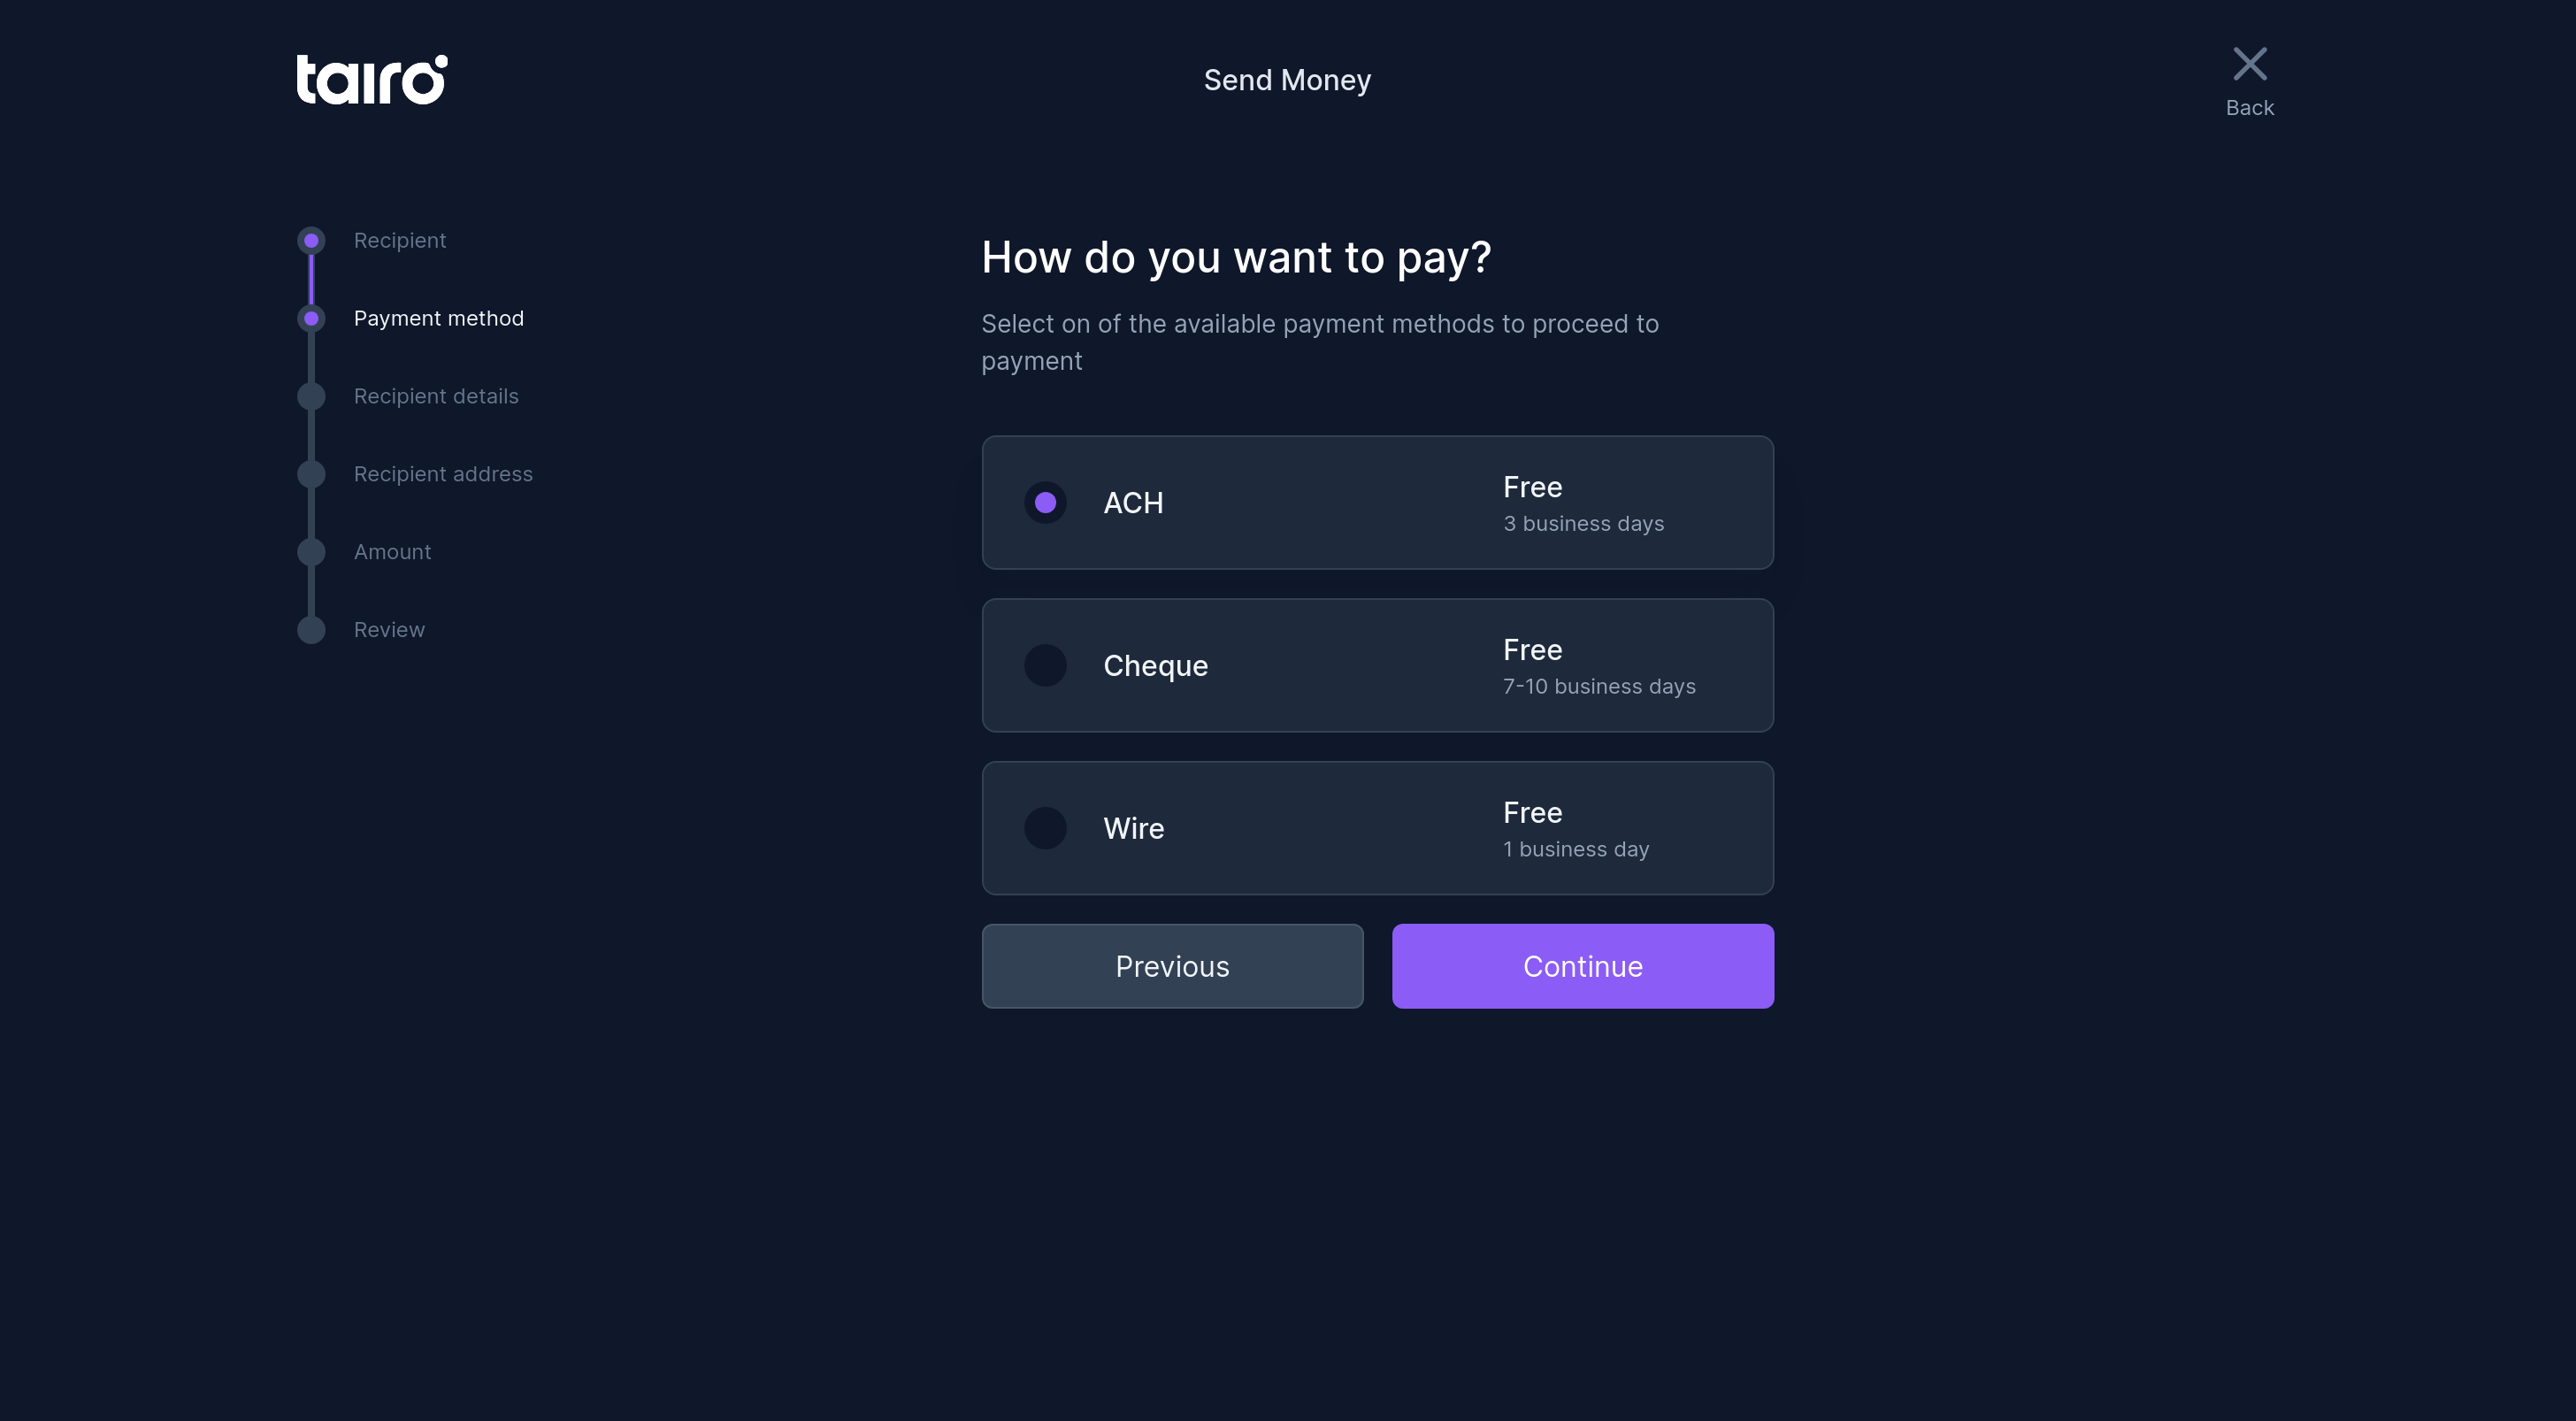 tairo
Send Money
Back
Recipient
Payment method
Recipient details
Recipient address
Amount
Review
How do you want to pay?
Select on of the available payment methods to proceed to
payment
ACH
Free
3 business days
Cheque
Free
7-10 business days
Wire
Free
1 business day
Previous
Continue